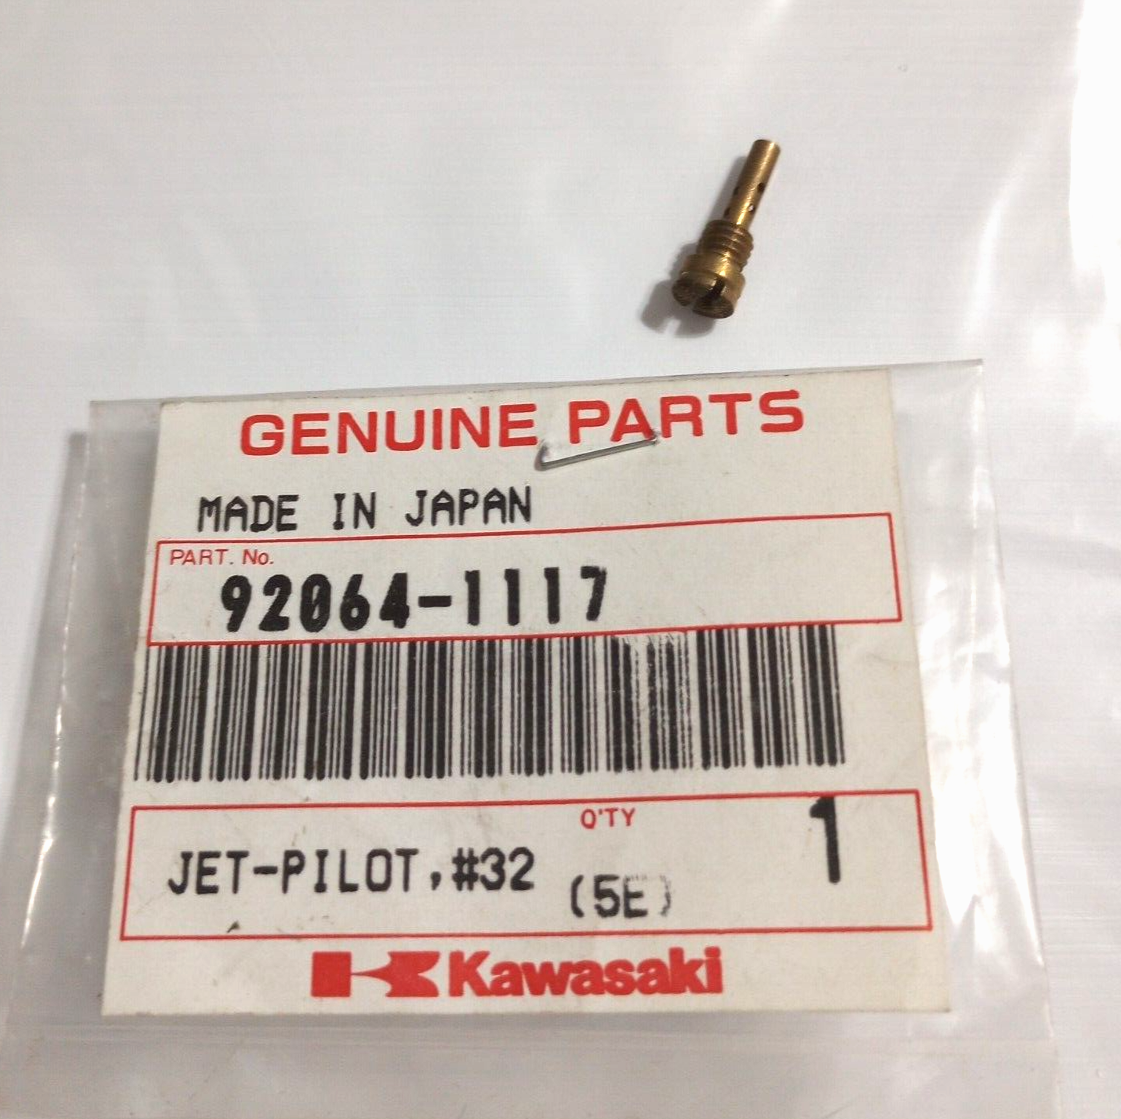 GENUINE PARTS
MADE IN JAPAN
PART. No.
92064-1117
Q'TY
JET-PILOT,#32 (5E) 1
Kawasaki